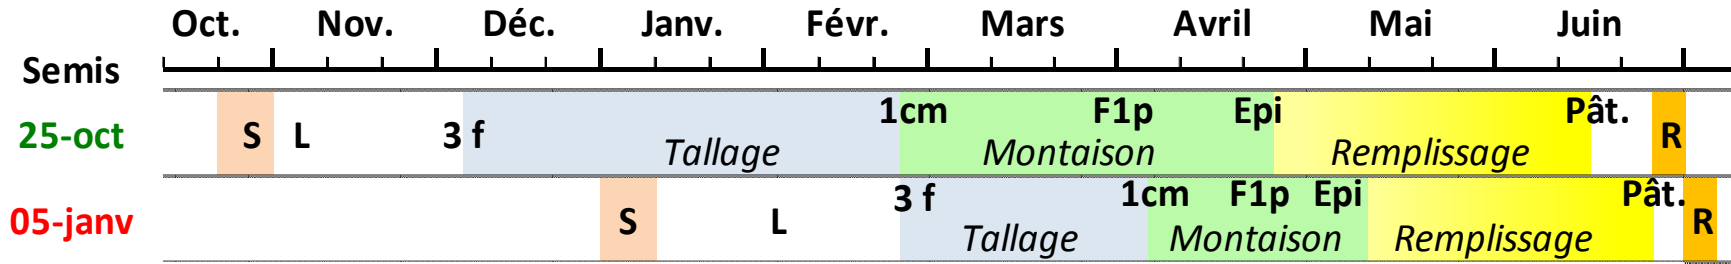 Oct. Nov. Déc. Janv. Févr. Mars Avril Mai Juin
Semis
25-oct S L 3 f Tallage 1cm Montaison F1p Epi Remplissage Pât. R
05-janv S L 3 f Tallage 1cm Montaison F1p Epi Remplissage Pât. R